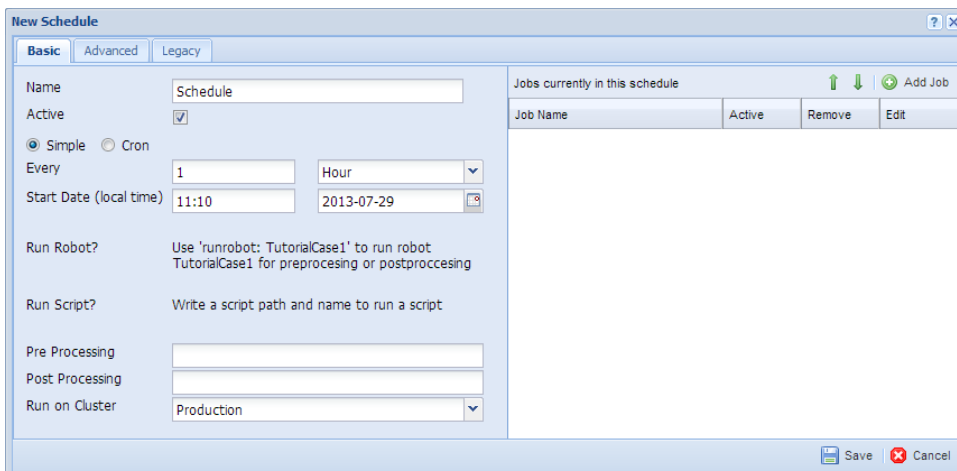 New Schedule
?
Basic Advanced Legacy
Name Schedule
Active
Simple Cron
Every 1 Hour
Start Date (local time) 11:10 2013-07-29
Run Robot? Use 'runrobot: TutorialCase1' to run robot
TutorialCase1 for preprocesing or postproccesing
Run Script? Write a script path and name to run a script
Pre Processing
Post Processing
Run on Cluster Production
Jobs currently in this schedule Add Job
Job Name Active Remove Edit
Save Cancel